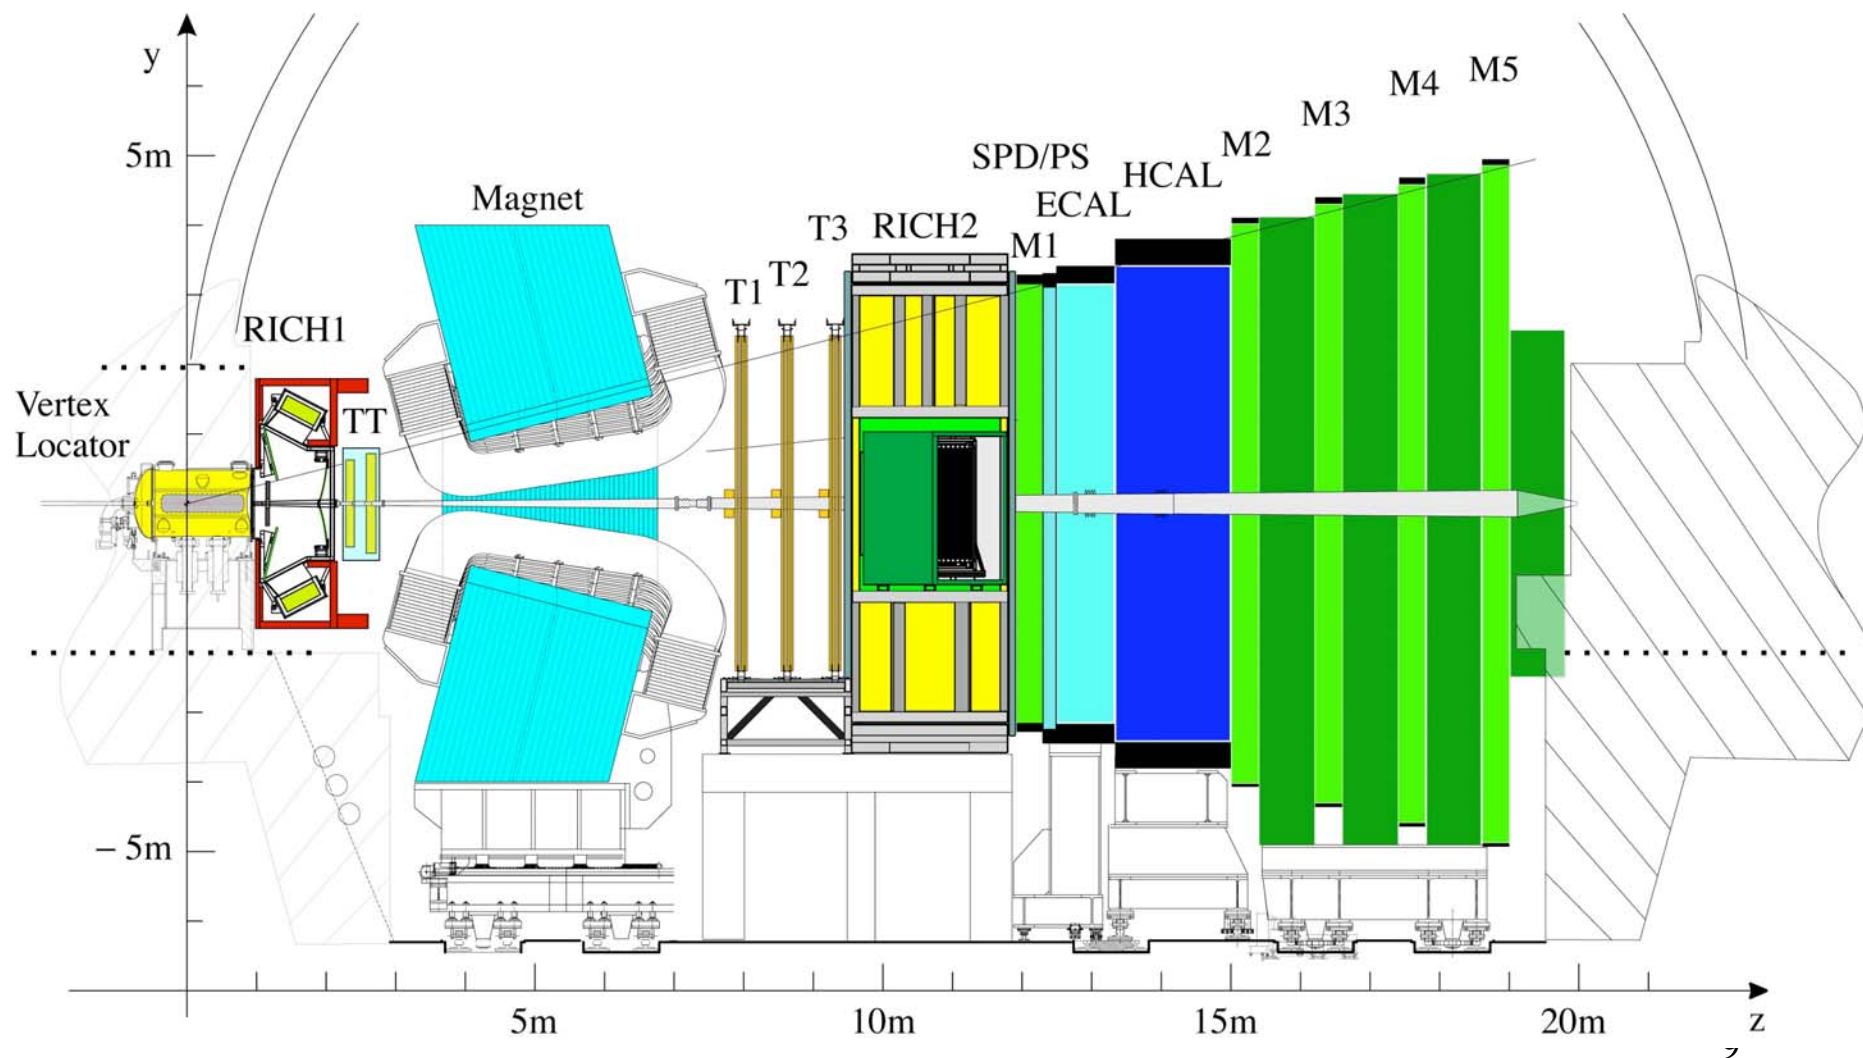 y
5m
M5
M4
M3
M2
SPD/PS
HCAL
Magnet
ECAL
T3
RICH2
M1
T2
T1
RICH1
Vertex
Locator
TT
− 5m
5m
10m
15m
20m
z
9